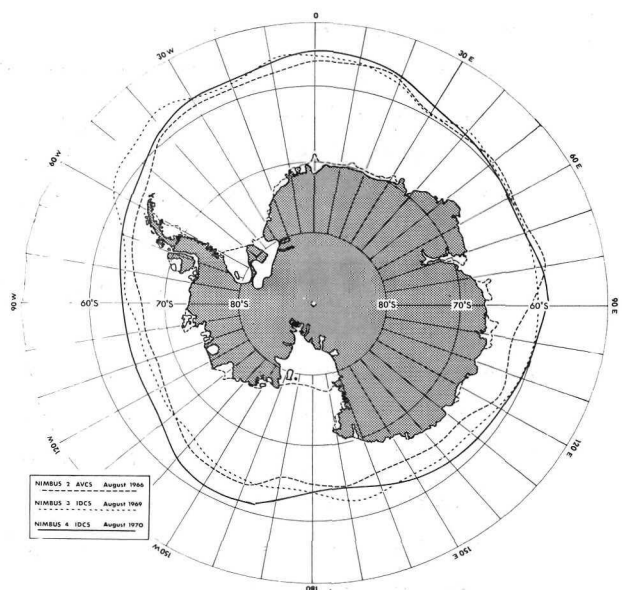 0
30 W
30 E
60 W
60 E
90 W
60°S
70°S
80°S
80°S
70°S
60°S
90 E
120 W
120 E
NIMBUS 2 AVCS August 1966
NIMBUS 3 IDCS August 1969
NIMBUS 4 IDCS August 1970
150W
150 E
180